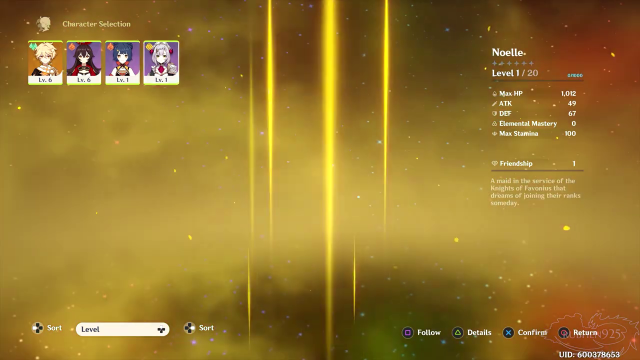 Character Selection
Lv. 6
Lv. 6
Lv. 1
Lv. 1
Noelle
Level 1 / 20
Max HP 1,012
ATK 49
DEF 67
Elemental Mastery 0
Max Stamina 100
Friendship 1
A maid in the service of the
Knights of Favonius that
dreams of joining their ranks
someday.
Sort
Level
Sort
Follow
Details
Confirm
Return
UID: 600378653